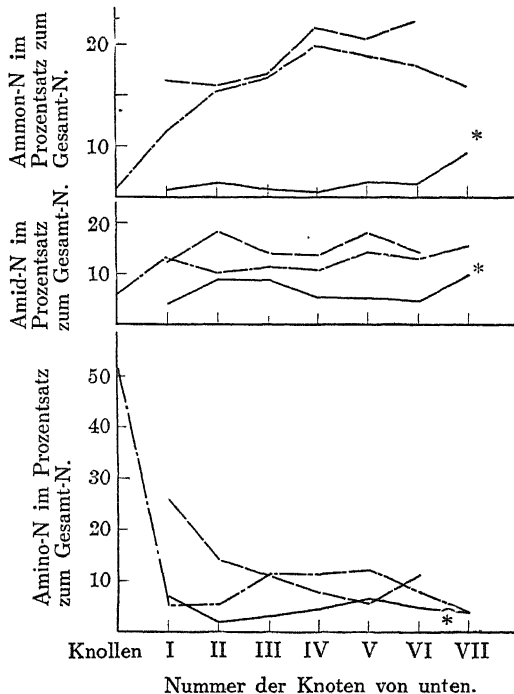 Ammon-N im
Prozentsatz zum
Gesamt-N.
20
10
*
Amid-N im
Prozentsatz
zum Gesamt-N.
20
10
*
Amino-N im Prozentsatz
zum Gesamt-N.
50
40
30
20
10
*
Knollen I II III IV V VI VII
Nummer der Knoten von unten.